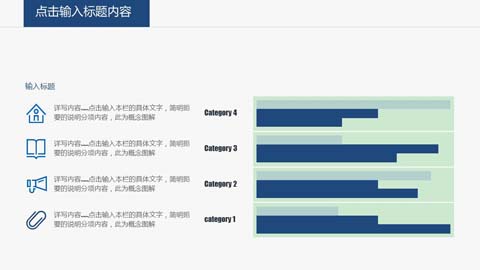 点击输入标题内容
输入标题
详写内容……点击输入本栏的具体文字，简明扼
要的说明分项内容，此为概念图解
Category 4
详写内容……点击输入本栏的具体文字，简明扼
要的说明分项内容，此为概念图解
Category 3
详写内容……点击输入本栏的具体文字，简明扼
要的说明分项内容，此为概念图解
Category 2
详写内容……点击输入本栏的具体文字，简明扼
要的说明分项内容，此为概念图解
category 1